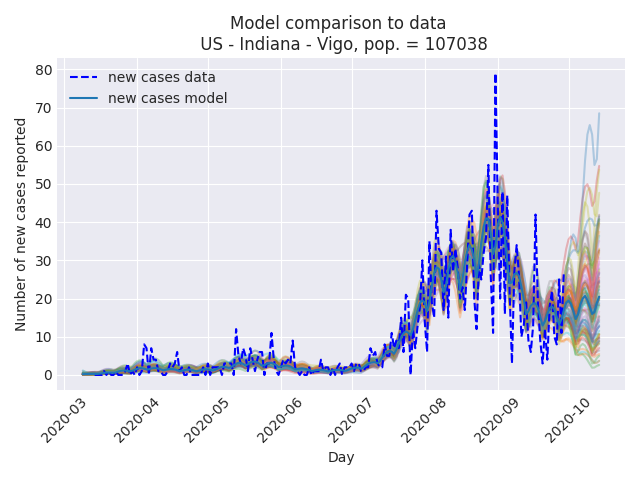 Model comparison to data
US - Indiana - Vigo, pop. = 107038
new cases data
new cases model
Number of new cases reported
80
70
60
50
40
30
20
10
0
2020-03
2020-04
2020-05
2020-06
2020-07
2020-08
2020-09
2020-10
Day